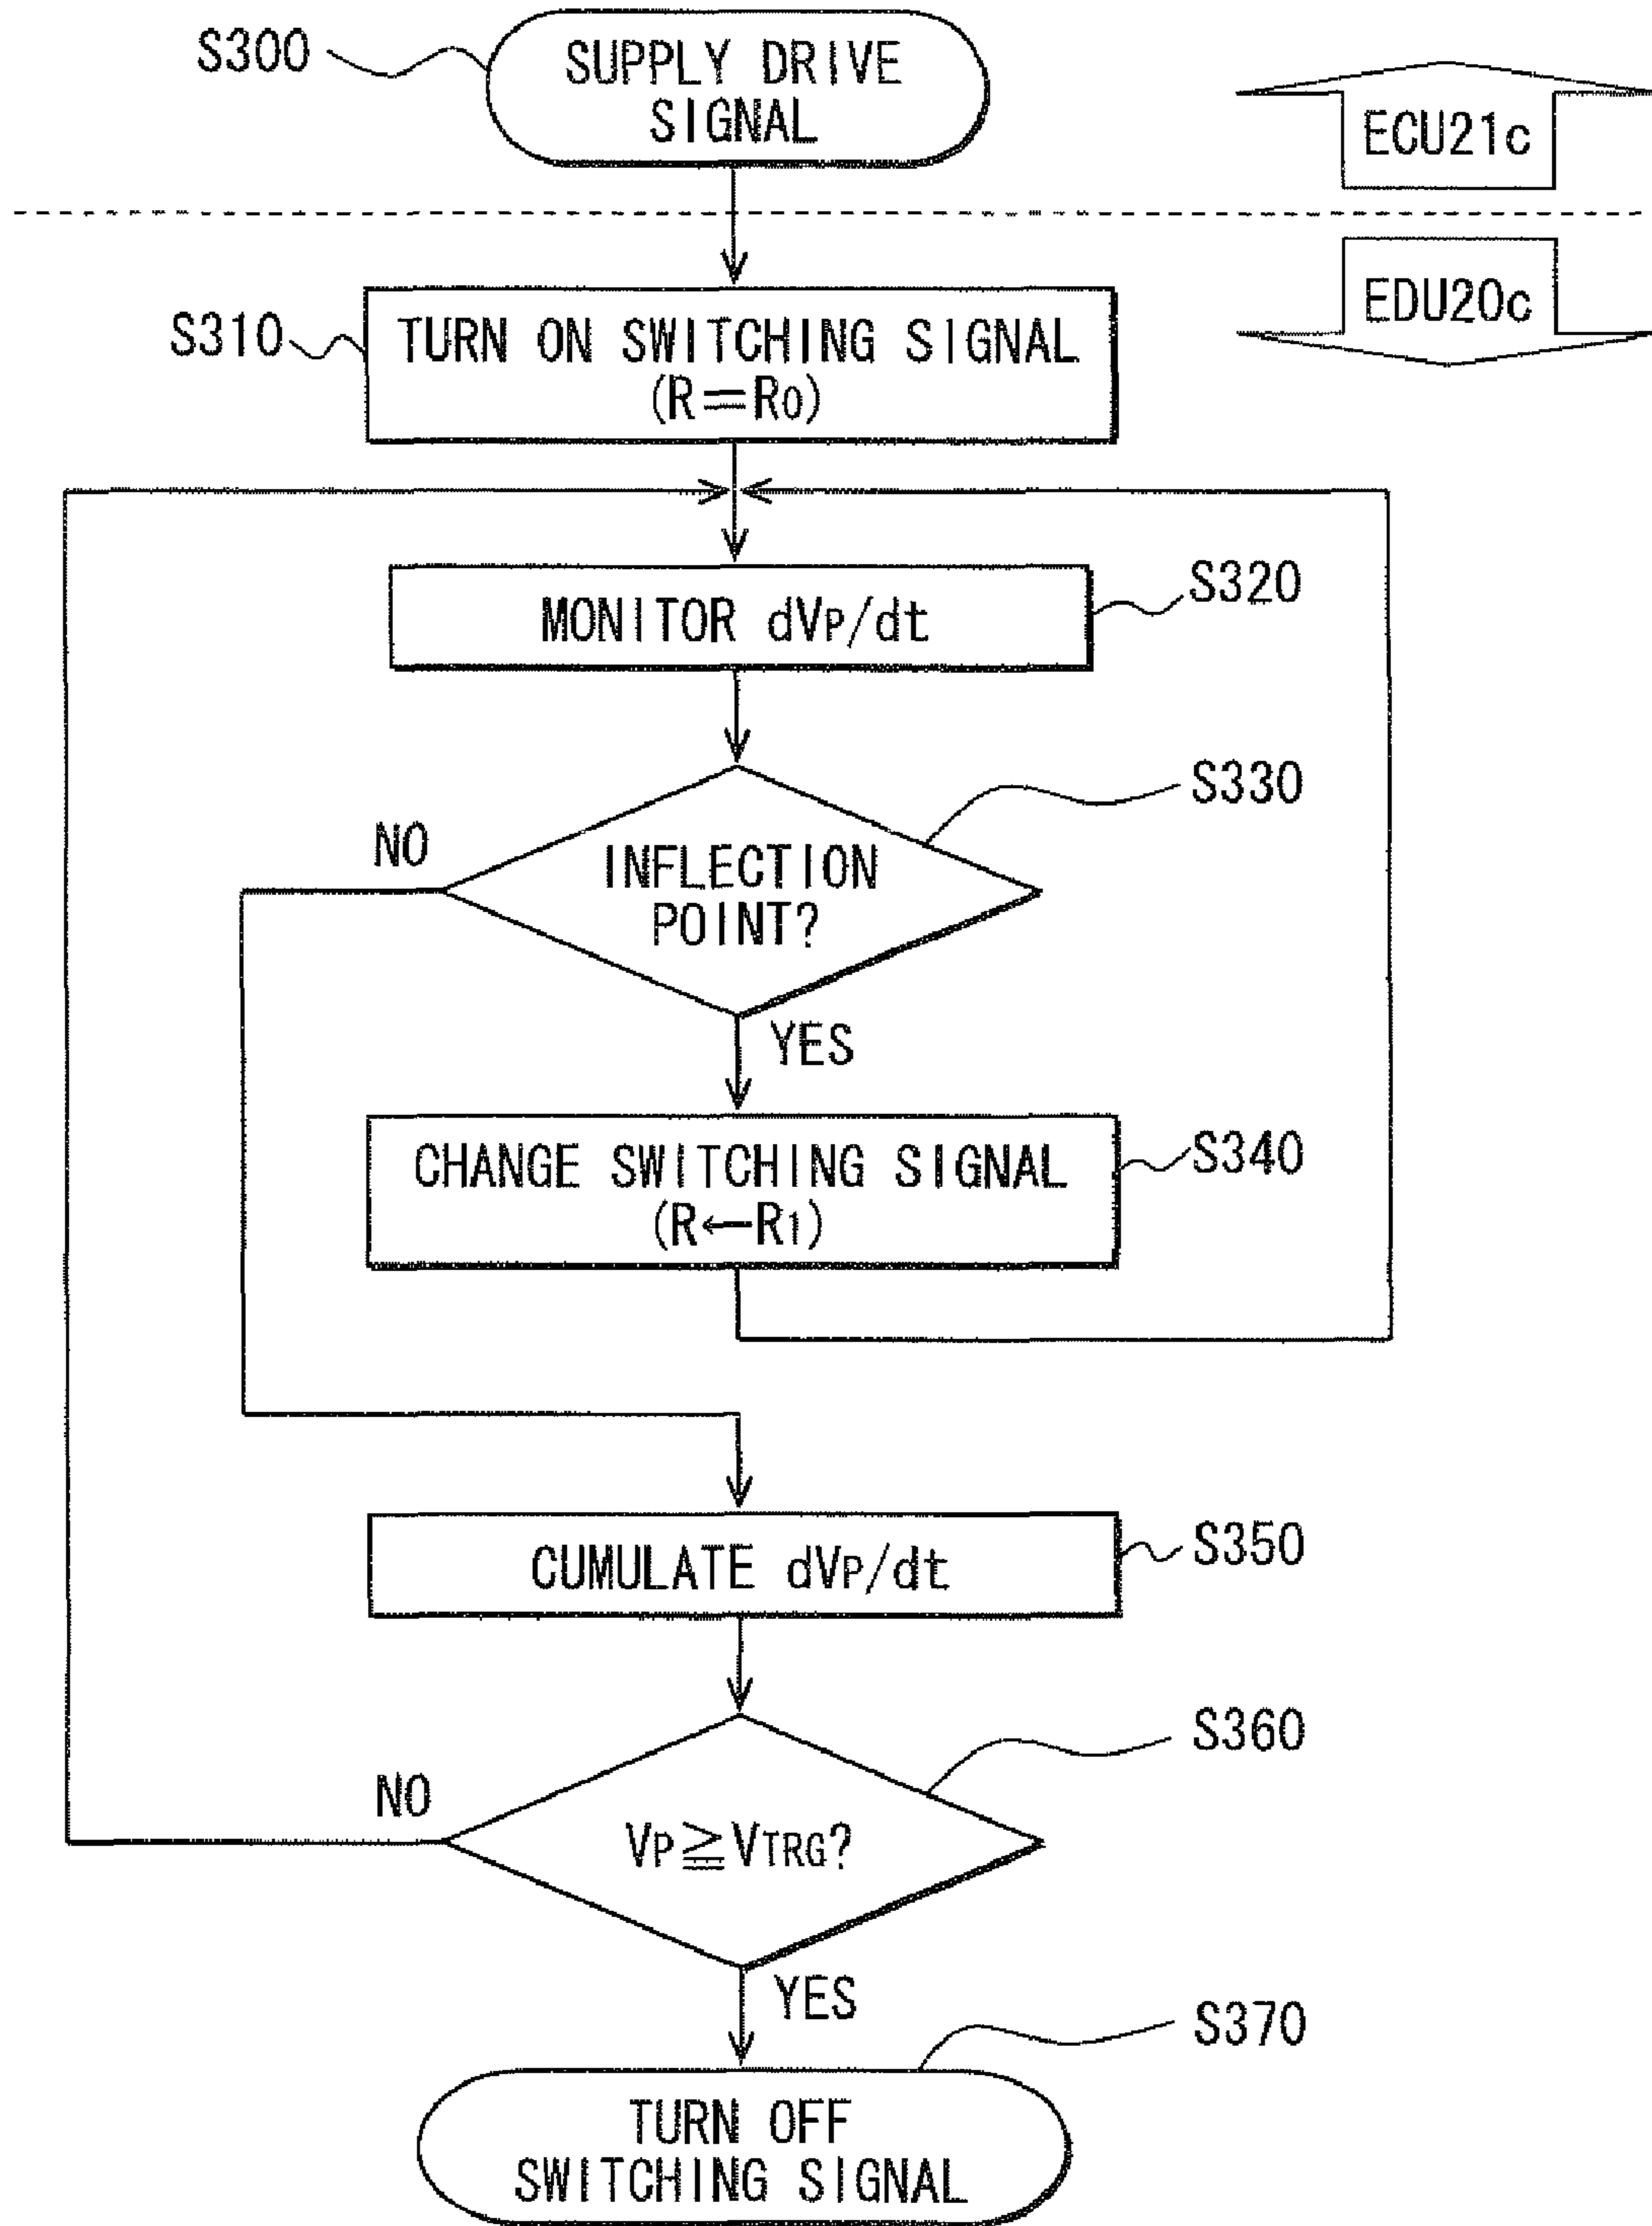 S300
SUPPLY DRIVE
SIGNAL
ECU21c
EDU20c
S310
TURN ON SWITCHING SIGNAL
(R=R0)
MONITOR dVP/dt
S320
S330
NO
INFLECTION
POINT?
YES
CHANGE SWITCHING SIGNAL
(R←R1)
S340
CUMULATE dVP/dt
S350
S360
NO
VP≧VTRG?
YES
S370
TURN OFF
SWITCHING SIGNAL